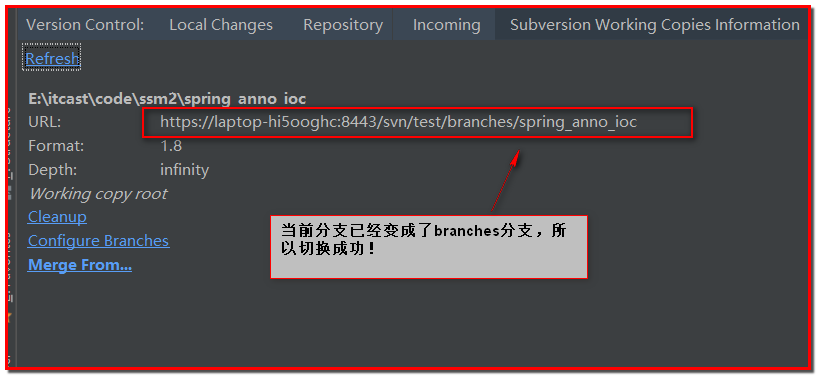 Version Control: Local Changes Repository Incoming Subversion Working Copies Information
Refresh
E:\itcast\code\ssm2\spring_anno_ioc
URL: https://laptop-hi5ooghc:8443/svn/test/branches/spring_anno_ioc
Format: 1.8
Depth: infinity
Working copy root
Cleanup
Configure Branches
Merge From...
当前分支已经变成了branches分支，所
以切换成功！